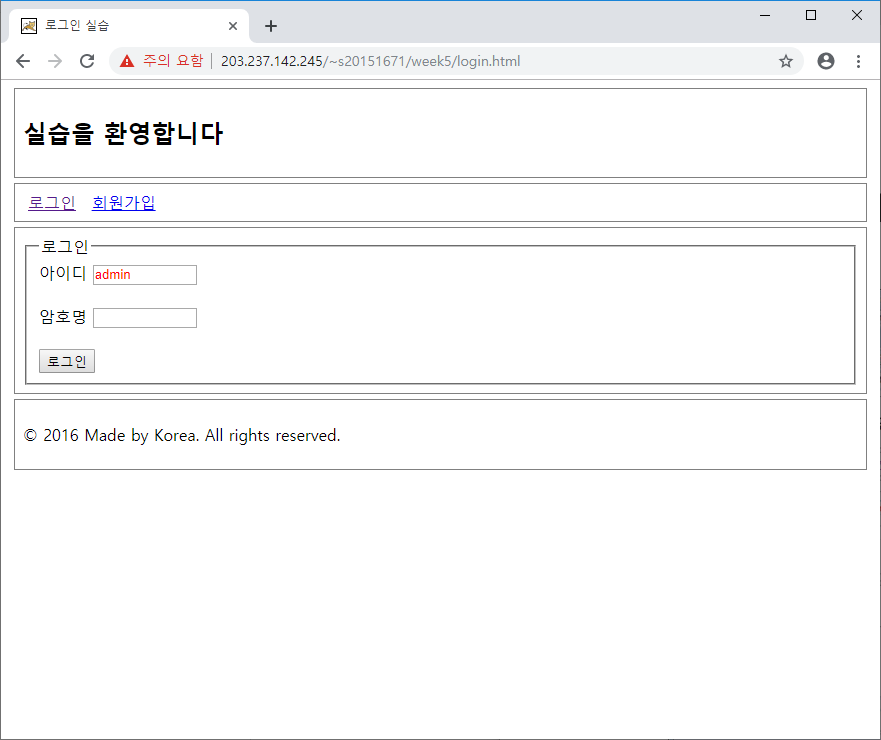 로그인 실습
주의 요함 | 203.237.142.245/~s20151671/week5/login.html
실습을 환영합니다
로그인 회원가입
로그인
아이디 admin
암호명
로그인
© 2016 Made by Korea. All rights reserved.